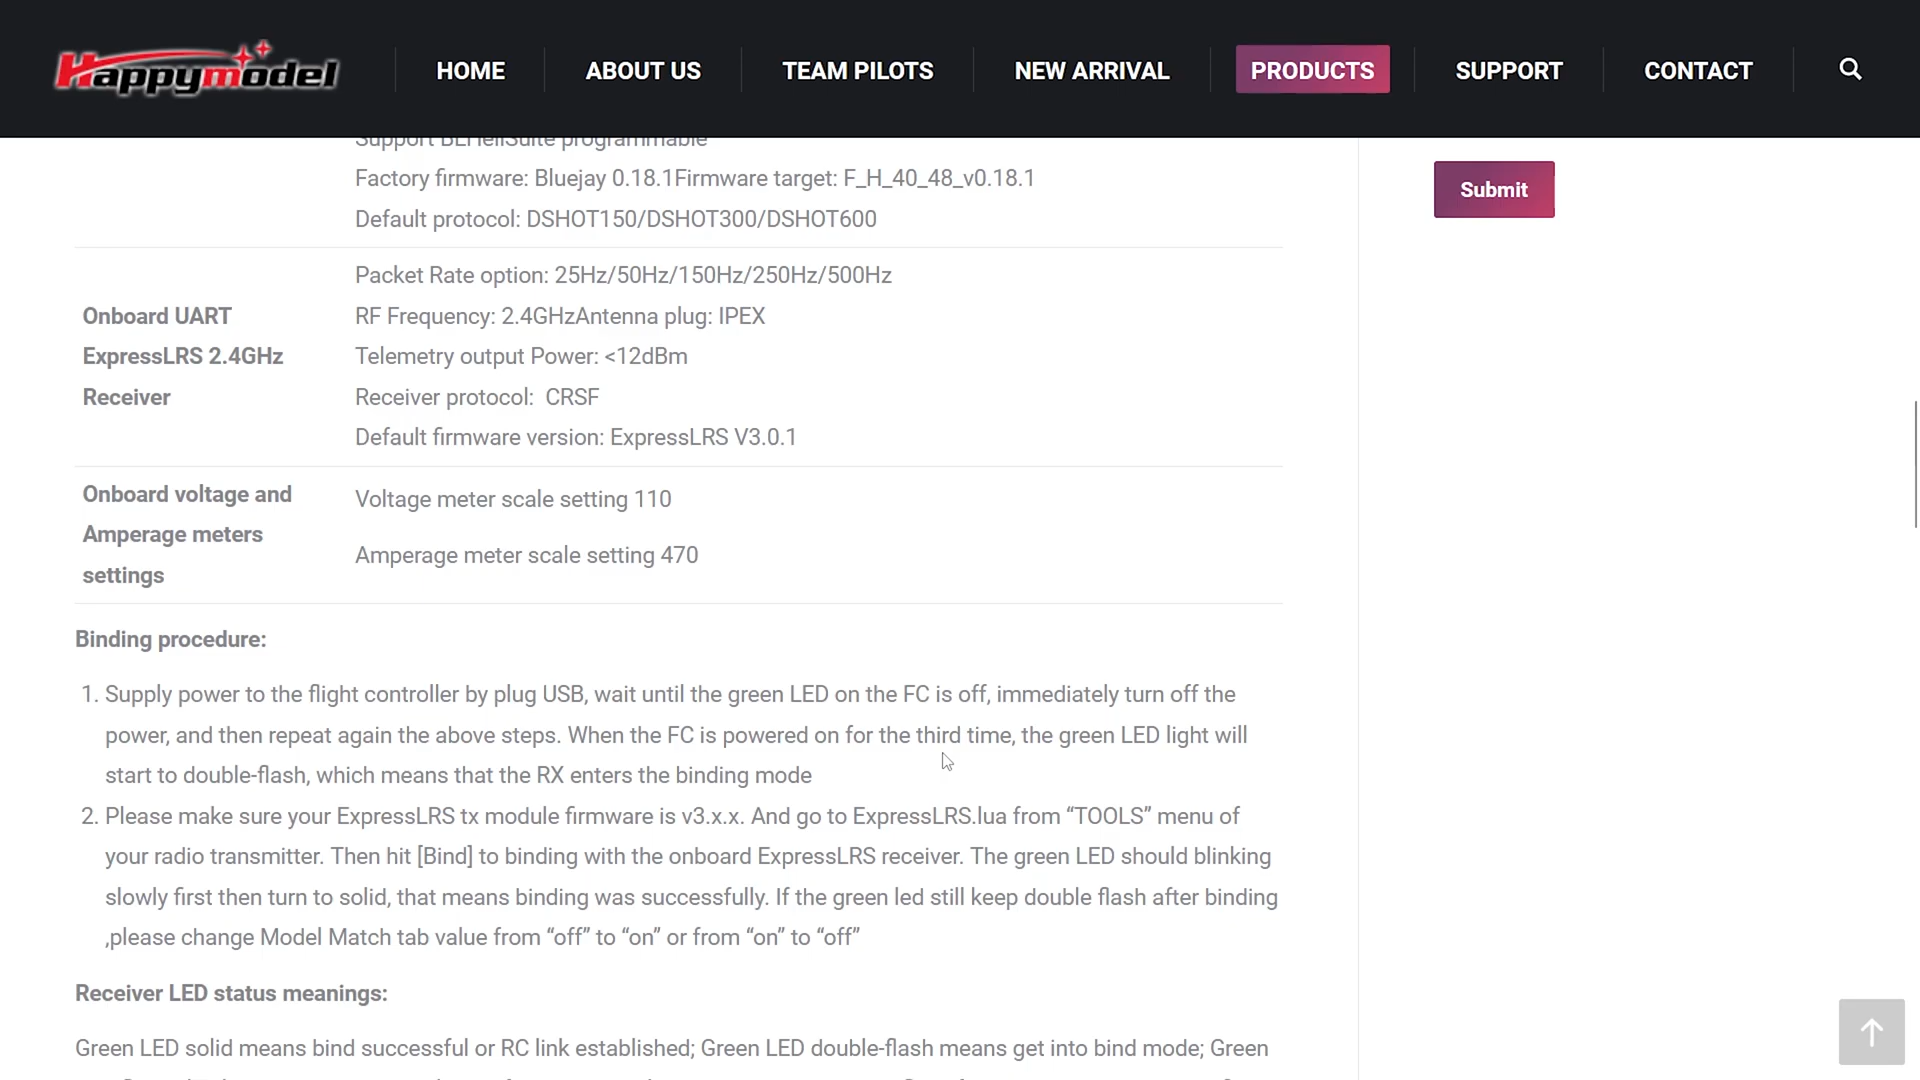 Happymodel
HOME
ABOUT US
TEAM PILOTS
NEW ARRIVAL
PRODUCTS
SUPPORT
CONTACT
Support BLHeliSuite programmable
Factory firmware: Bluejay 0.18.1Firmware target: F_H_40_48_v0.18.1
Default protocol: DSHOT150/DSHOT300/DSHOT600
Submit
Onboard UART
ExpressLRS 2.4GHz
Receiver
Packet Rate option: 25Hz/50Hz/150Hz/250Hz/500Hz
RF Frequency: 2.4GHzAntenna plug: IPEX
Telemetry output Power: <12dBm
Receiver protocol:  CRSF
Default firmware version: ExpressLRS V3.0.1
Onboard voltage and
Amperage meters
settings
Voltage meter scale setting 110
Amperage meter scale setting 470
Binding procedure:
1. Supply power to the flight controller by plug USB, wait until the green LED on the FC is off, immediately turn off the
power, and then repeat again the above steps. When the FC is powered on for the third time, the green LED light will
start to double-flash, which means that the RX enters the binding mode
2. Please make sure your ExpressLRS tx module firmware is v3.x.x. And go to ExpressLRS.lua from “TOOLS” menu of
your radio transmitter. Then hit [Bind] to binding with the onboard ExpressLRS receiver. The green LED should blinking
slowly first then turn to solid, that means binding was successfully. If the green led still keep double flash after binding
,please change Model Match tab value from “off” to “on” or from “on” to “off”
Receiver LED status meanings:
Green LED solid means bind successful or RC link established; Green LED double-flash means get into bind mode; Green